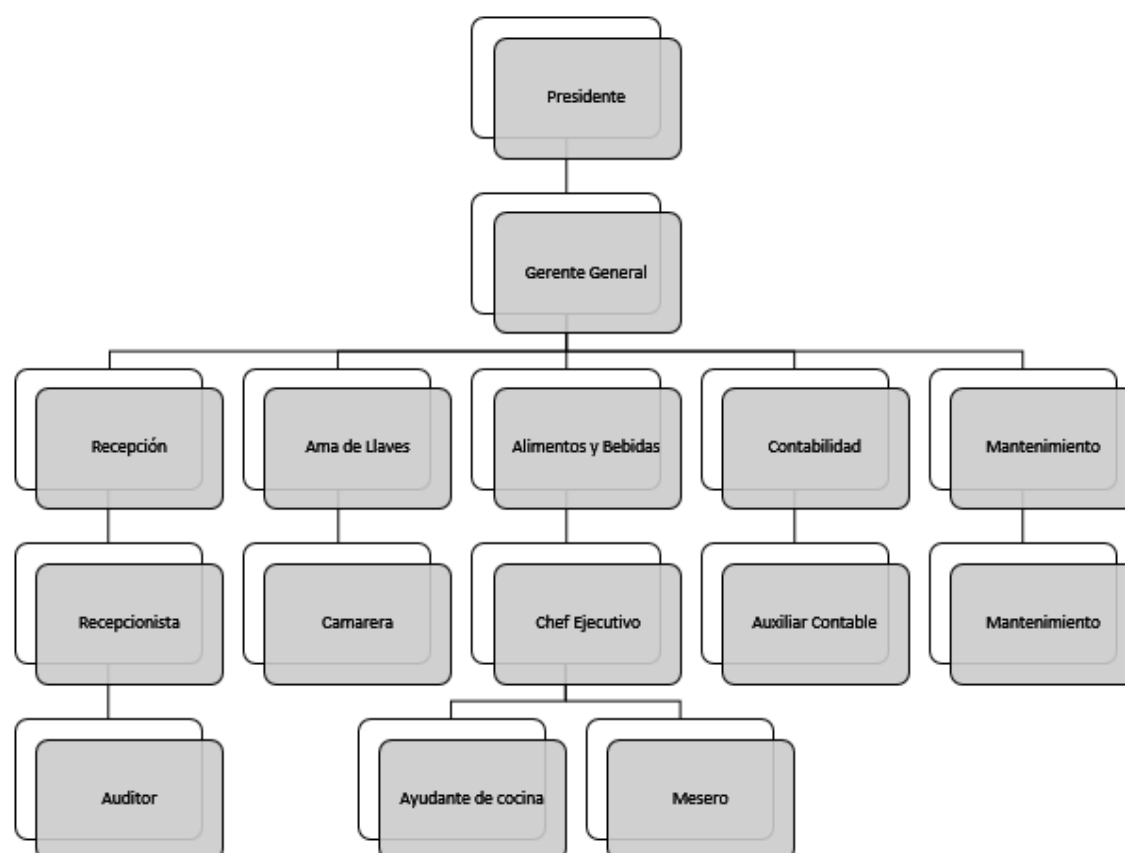 Presidente
Gerente General
Recepción
Ama de Llaves
Alimentos y Bebidas
Contabilidad
Mantenimiento
Recepcionista
Camarera
Chef Ejecutivo
Auxiliar Contable
Mantenimiento
Auditor
Ayudante de cocina
Mesero